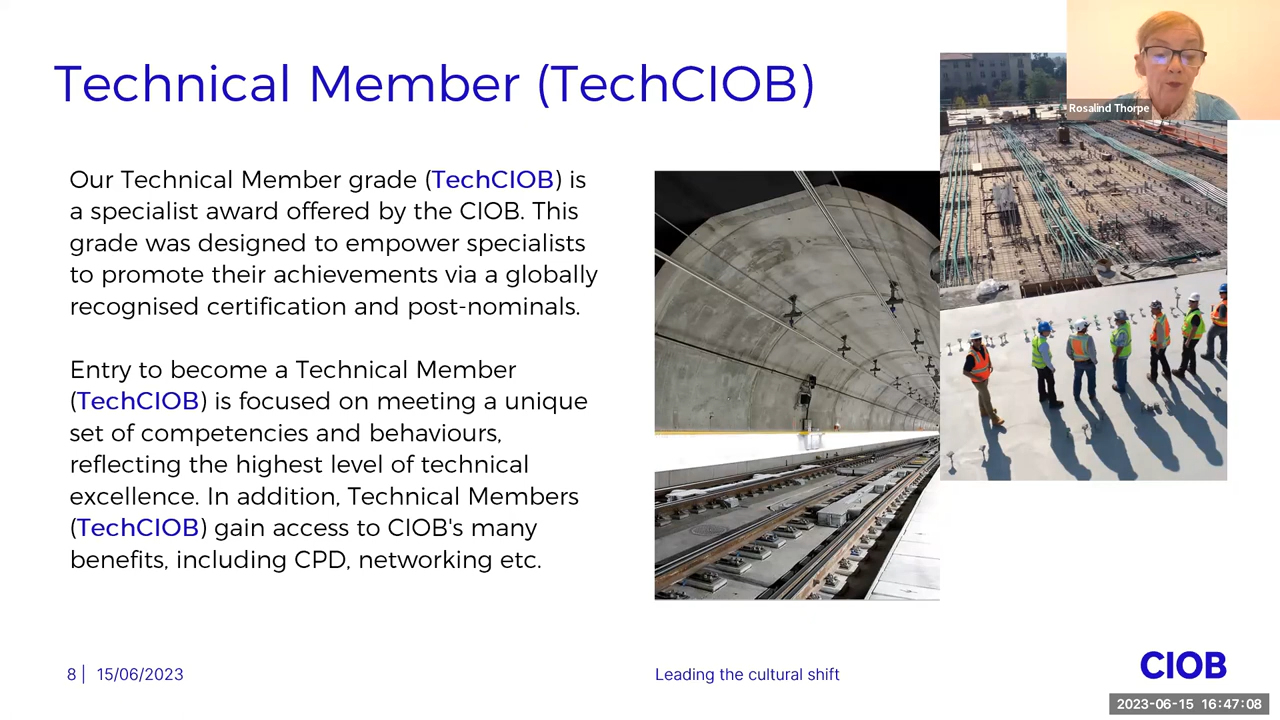 Technical Member (TechCIOB)
Rosalind Thorpe
Our Technical Member grade (TechCIOB) is
a specialist award offered by the CIOB. This
grade was designed to empower specialists
to promote their achievements via a globally
recognised certification and post-nominals.
Entry to become a Technical Member
(TechCIOB) is focused on meeting a unique
set of competencies and behaviours,
reflecting the highest level of technical
excellence. In addition, Technical Members
(TechCIOB) gain access to CIOB's many
benefits, including CPD, networking etc.
8| 15/06/2023
Leading the cultural shift
CIOB
2023-06-15 16:47:08